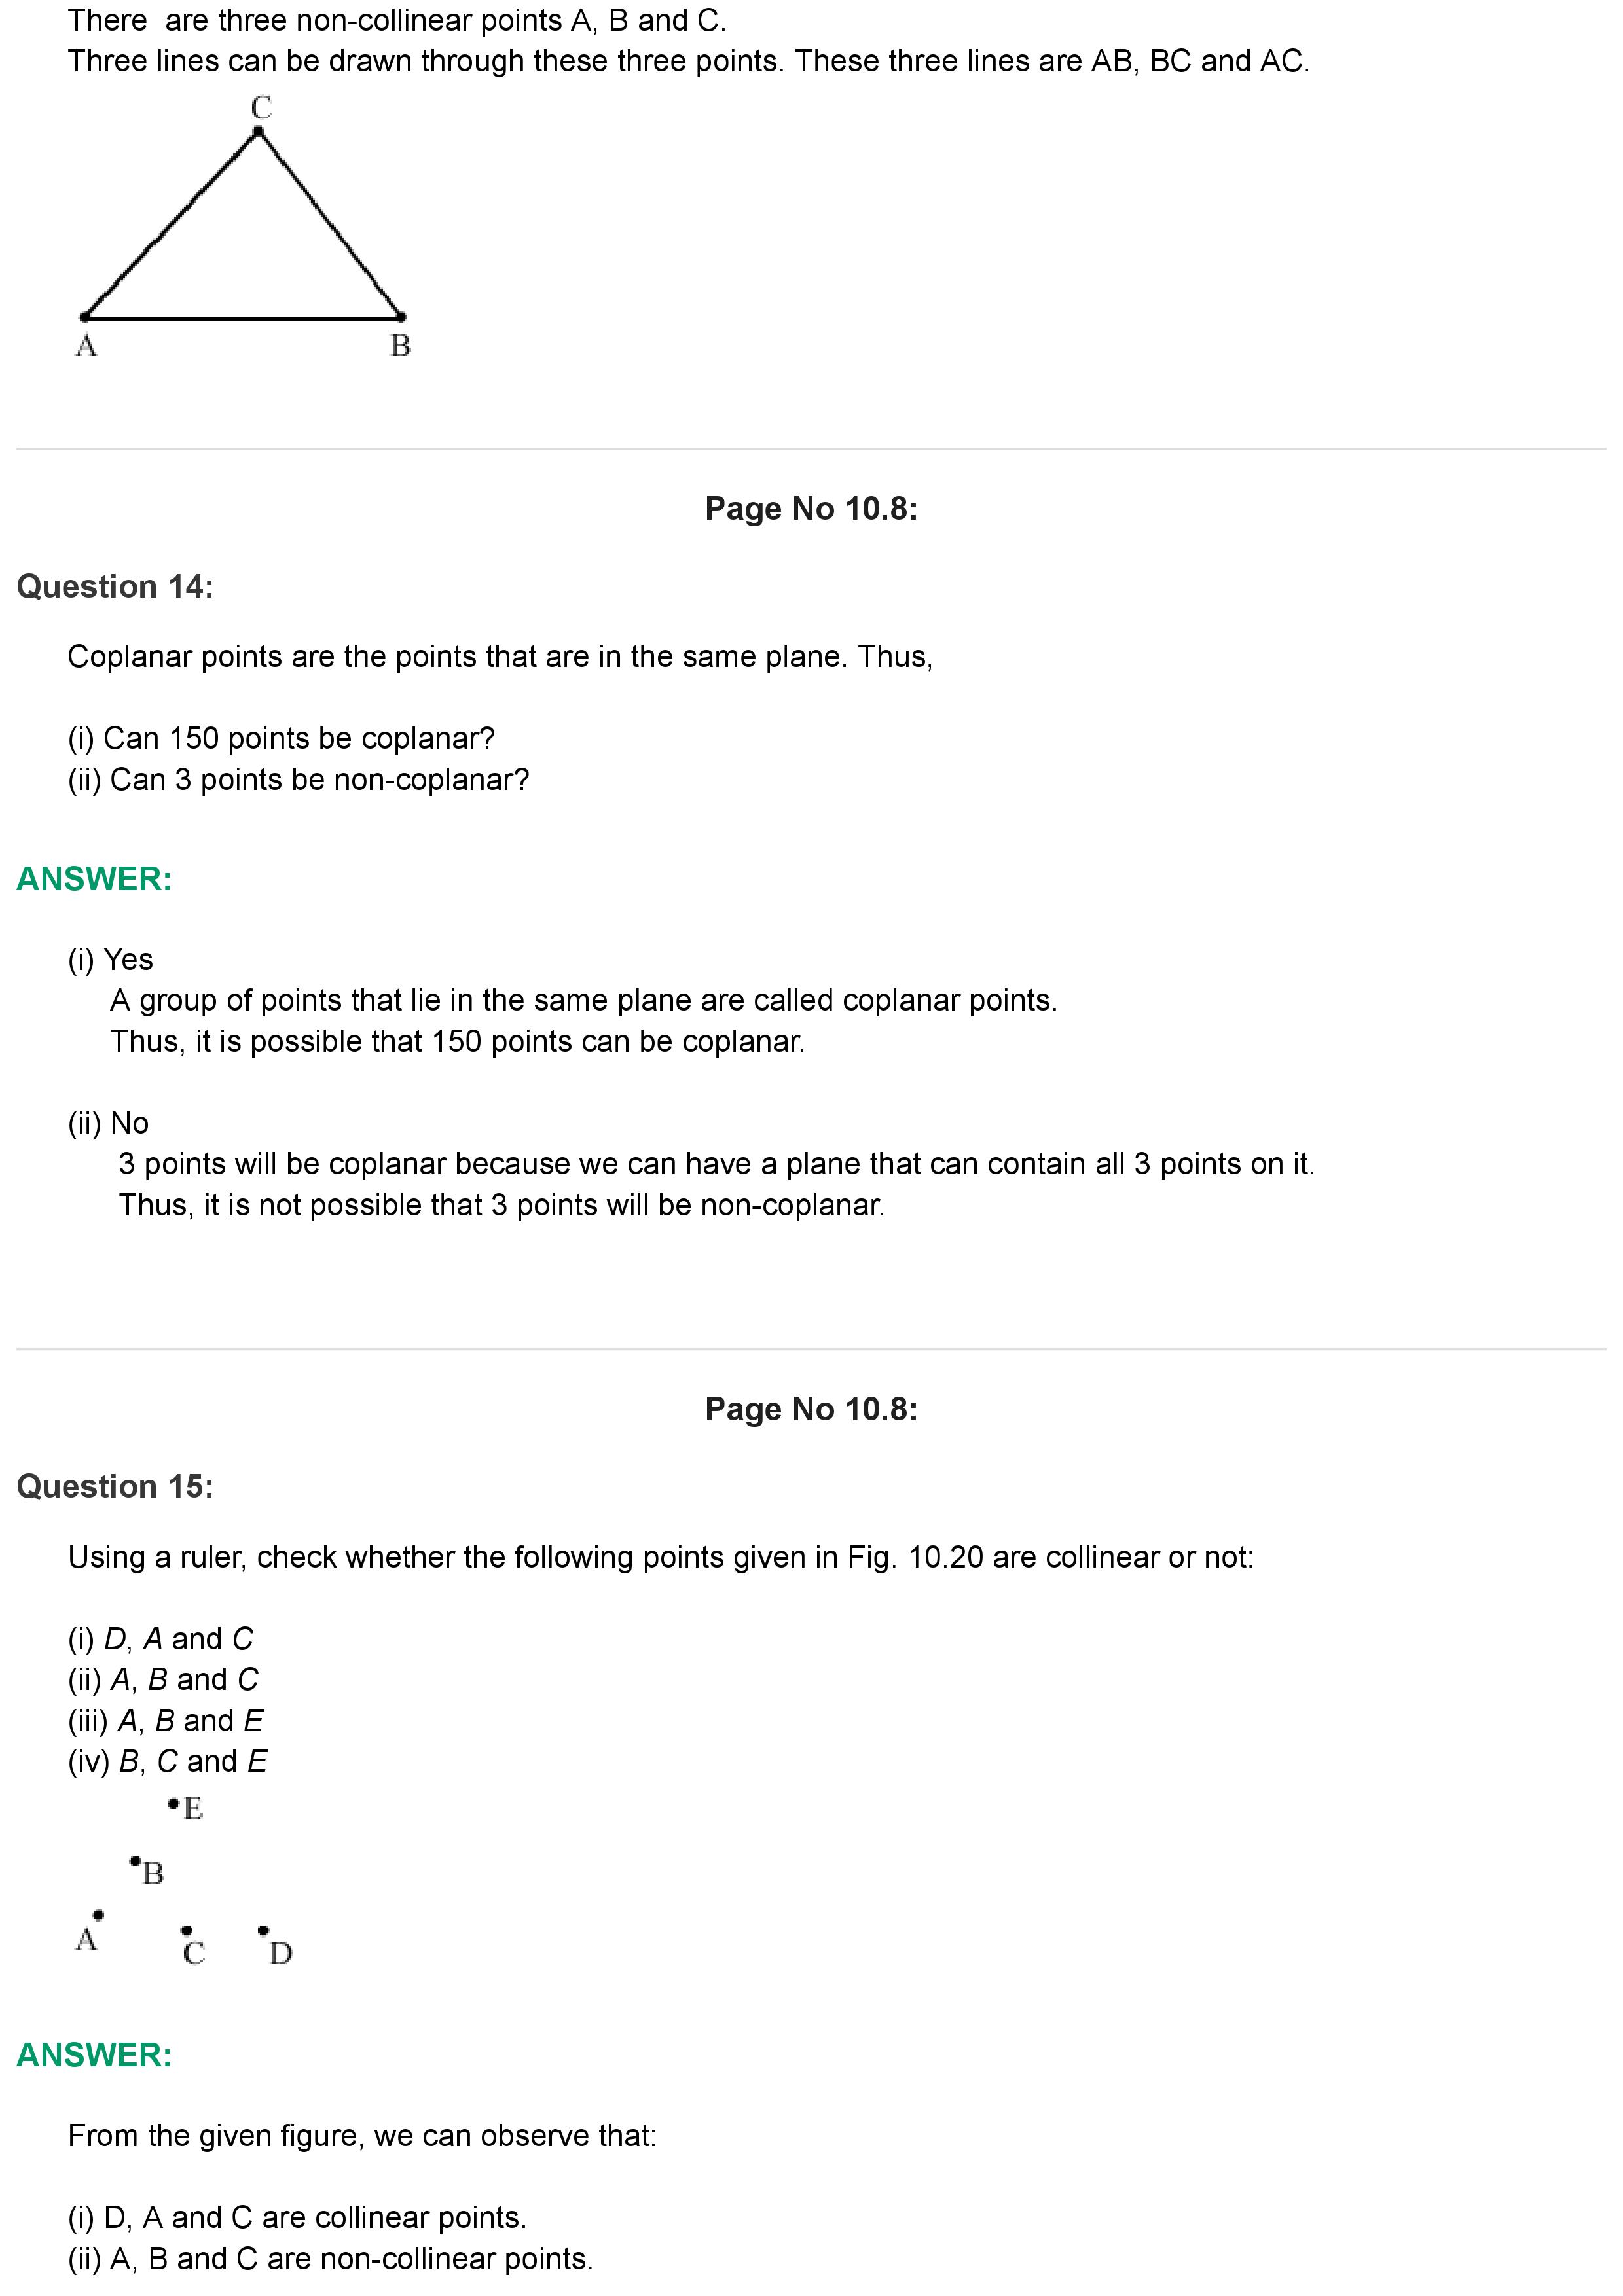 There  are three non-collinear points A, B and C.
Three lines can be drawn through these three points. These three lines are AB, BC and AC.
C
A
B
Page No 10.8:
Question 14:
Coplanar points are the points that are in the same plane. Thus,
(i) Can 150 points be coplanar?
(ii) Can 3 points be non-coplanar?
ANSWER:
(i) Yes
A group of points that lie in the same plane are called coplanar points.
Thus, it is possible that 150 points can be coplanar.
(ii) No
3 points will be coplanar because we can have a plane that can contain all 3 points on it.
Thus, it is not possible that 3 points will be non-coplanar.
Page No 10.8:
Question 15:
Using a ruler, check whether the following points given in Fig. 10.20 are collinear or not:
(i) D, A and C
(ii) A, B and C
(iii) A, B and E
(iv) B, C and E
E
B
A
C
D
ANSWER:
From the given figure, we can observe that:
(i) D, A and C are collinear points.
(ii) A, B and C are non-collinear points.